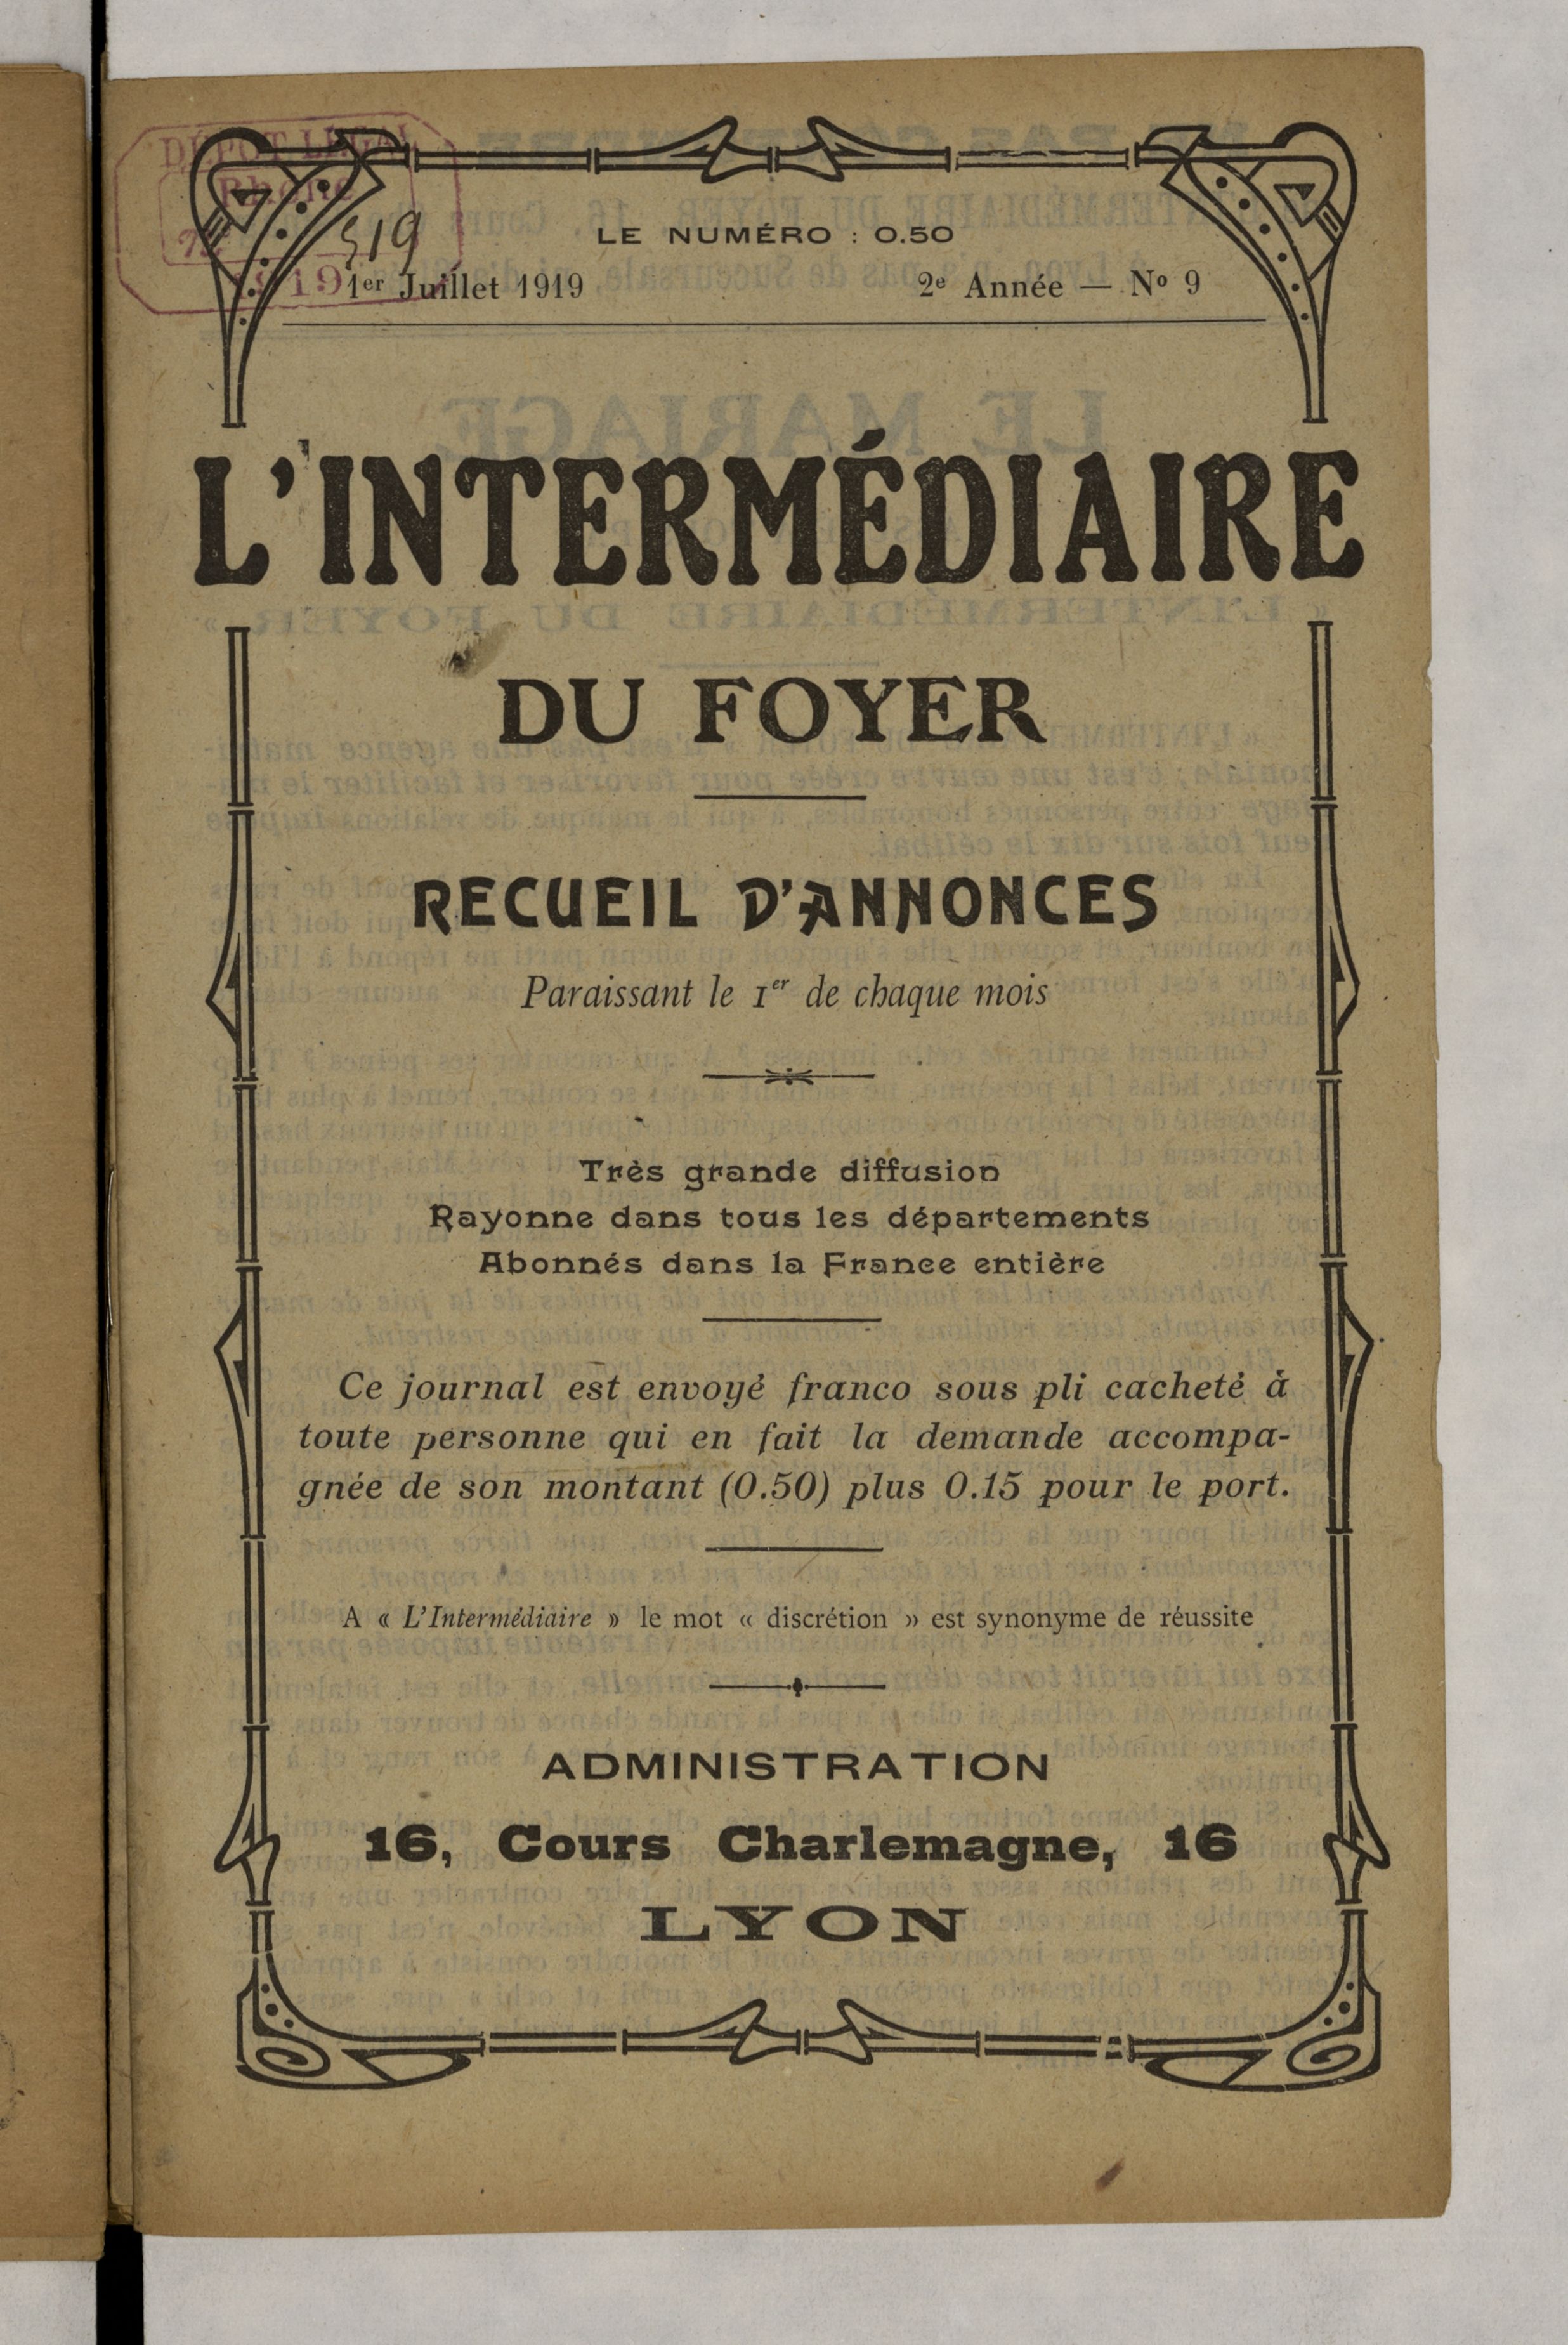 DÉPOT LÉGAL
Rhône
519
LE NUMÉRO : 0.50
1er Juillet 1919
2e Année — No 9
L'INTERMÉDIAIRE
DU FOYER
RECUEIL D'ANNONCES
Paraissant le 1er de chaque mois
Très grande diffusion
Rayonne dans tous les départements
Abonnés dans la France entière
Ce journal est envoyé franco sous pli cacheté à
toute personne qui en fait la demande accompa-
gnée de son montant (0.50) plus 0.15 pour le port.
A « L'Intermédiaire » le mot « discrétion » est synonyme de réussite
ADMINISTRATION
16, Cours Charlemagne, 16
LYON